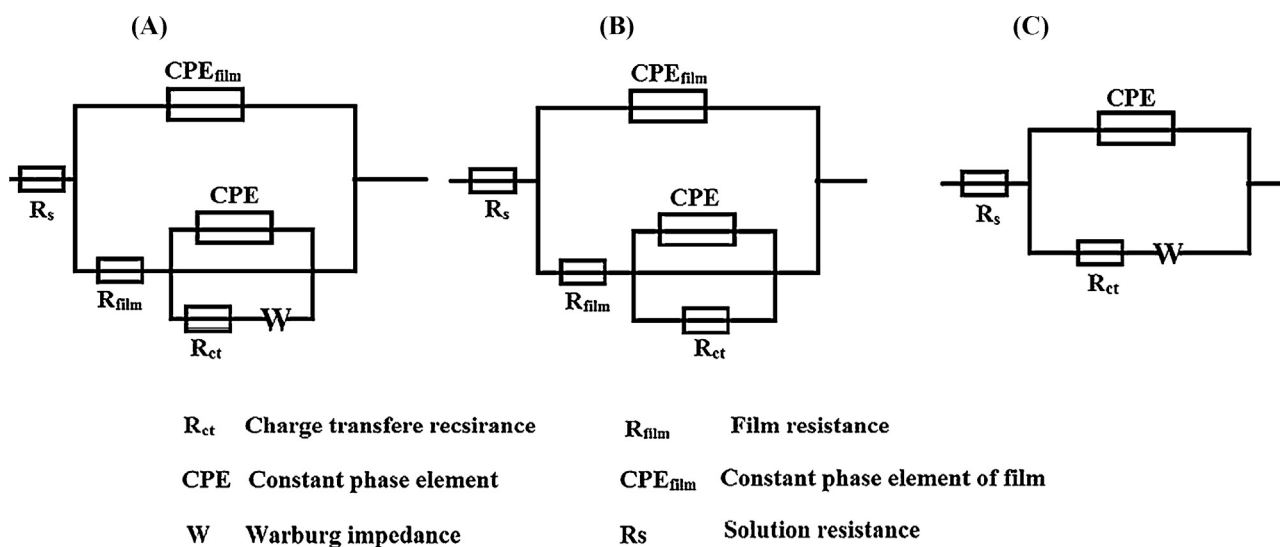 (A) (B) (C)
CPEfilm CPEfilm
CPE
Rs CPE Rs CPE Rs
Rct W
Rfilm W Rfilm
Rct Rct
Rct Charge transfere recsirance Rfilm Film resistance
CPE Constant phase element CPEfilm Constant phase element of film
W Warburg impedance Rs Solution resistance